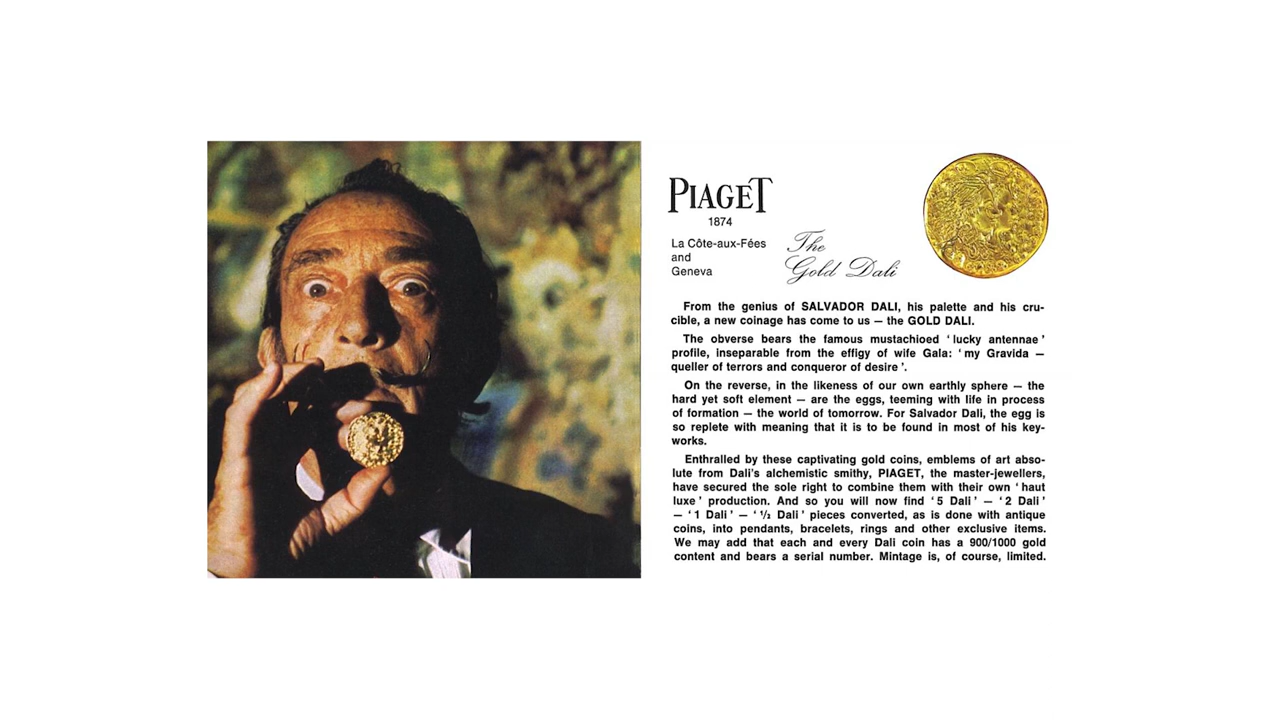 PIAGET
1874
La Côte-aux-Fées
and
Geneva
The
Gold Dali
From the genius of SALVADOR DALI, his palette and his cru-
cible, a new coinage has come to us — the GOLD DALI.
The obverse bears the famous mustachioed ‘lucky antennae’
profile, inseparable from the effigy of wife Gala: ‘my Gravida —
queller of terrors and conqueror of desire’.
On the reverse, in the likeness of our own earthly sphere — the
hard yet soft element — are the eggs, teeming with life in process
of formation — the world of tomorrow. For Salvador Dali, the egg is
so replete with meaning that it is to be found in most of his key-
works.
Enthralled by these captivating gold coins, emblems of art abso-
lute from Dali's alchemistic smithy, PIAGET, the master-jewellers,
have secured the sole right to combine them with their own ‘haut
luxe’ production. And so you will now find ‘5 Dali’ — ‘2 Dali’
— ‘1 Dali’ — ‘½ Dali’ pieces converted, as is done with antique
coins, into pendants, bracelets, rings and other exclusive items.
We may add that each and every Dali coin has a 900/1000 gold
content and bears a serial number. Mintage is, of course, limited.